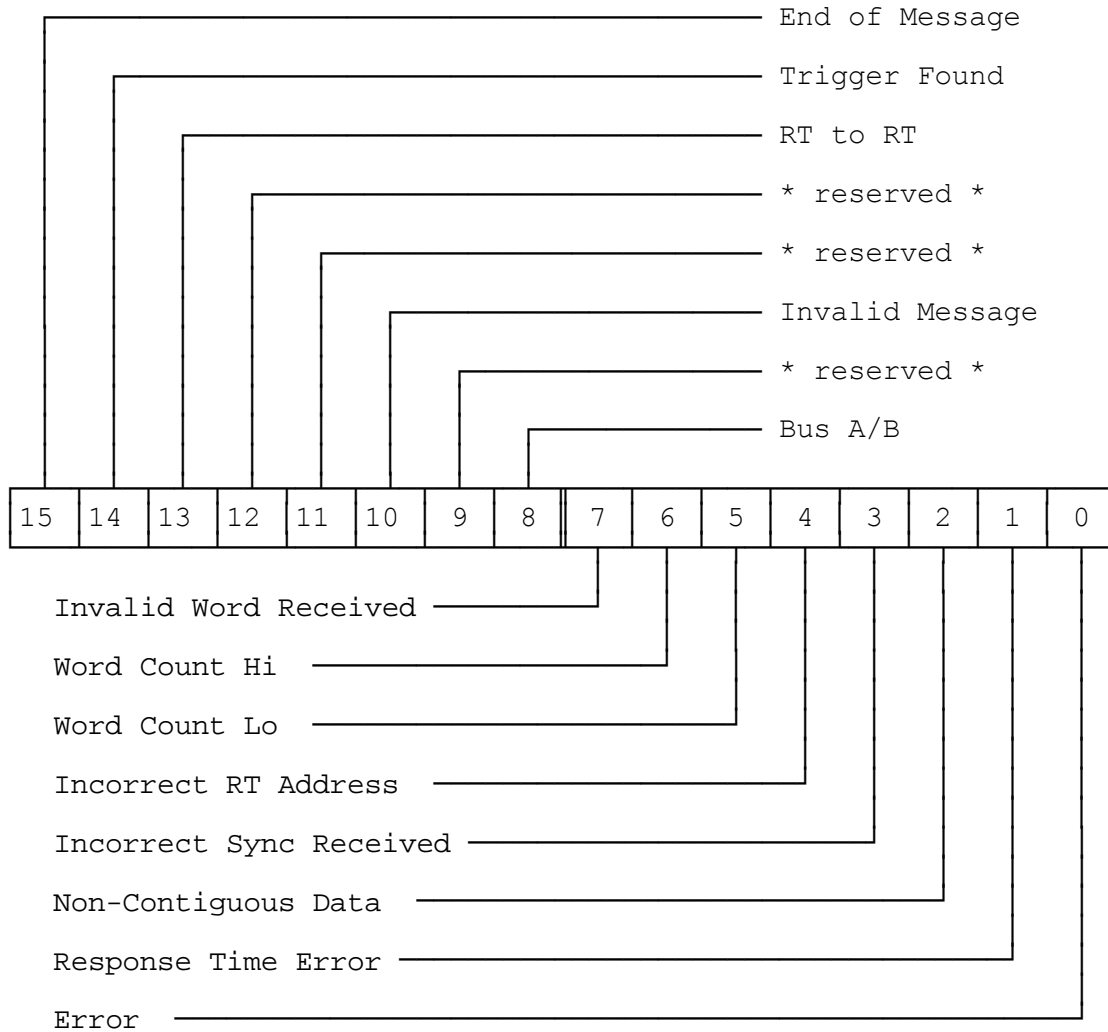 End of Message
Trigger Found
RT to RT
* reserved *
* reserved *
Invalid Message
* reserved *
Bus A/B
15 14 13 12 11 10 9 8 7 6 5 4 3 2 1 0
Invalid Word Received
Word Count Hi
Word Count Lo
Incorrect RT Address
Incorrect Sync Received
Non-Contiguous Data
Response Time Error
Error